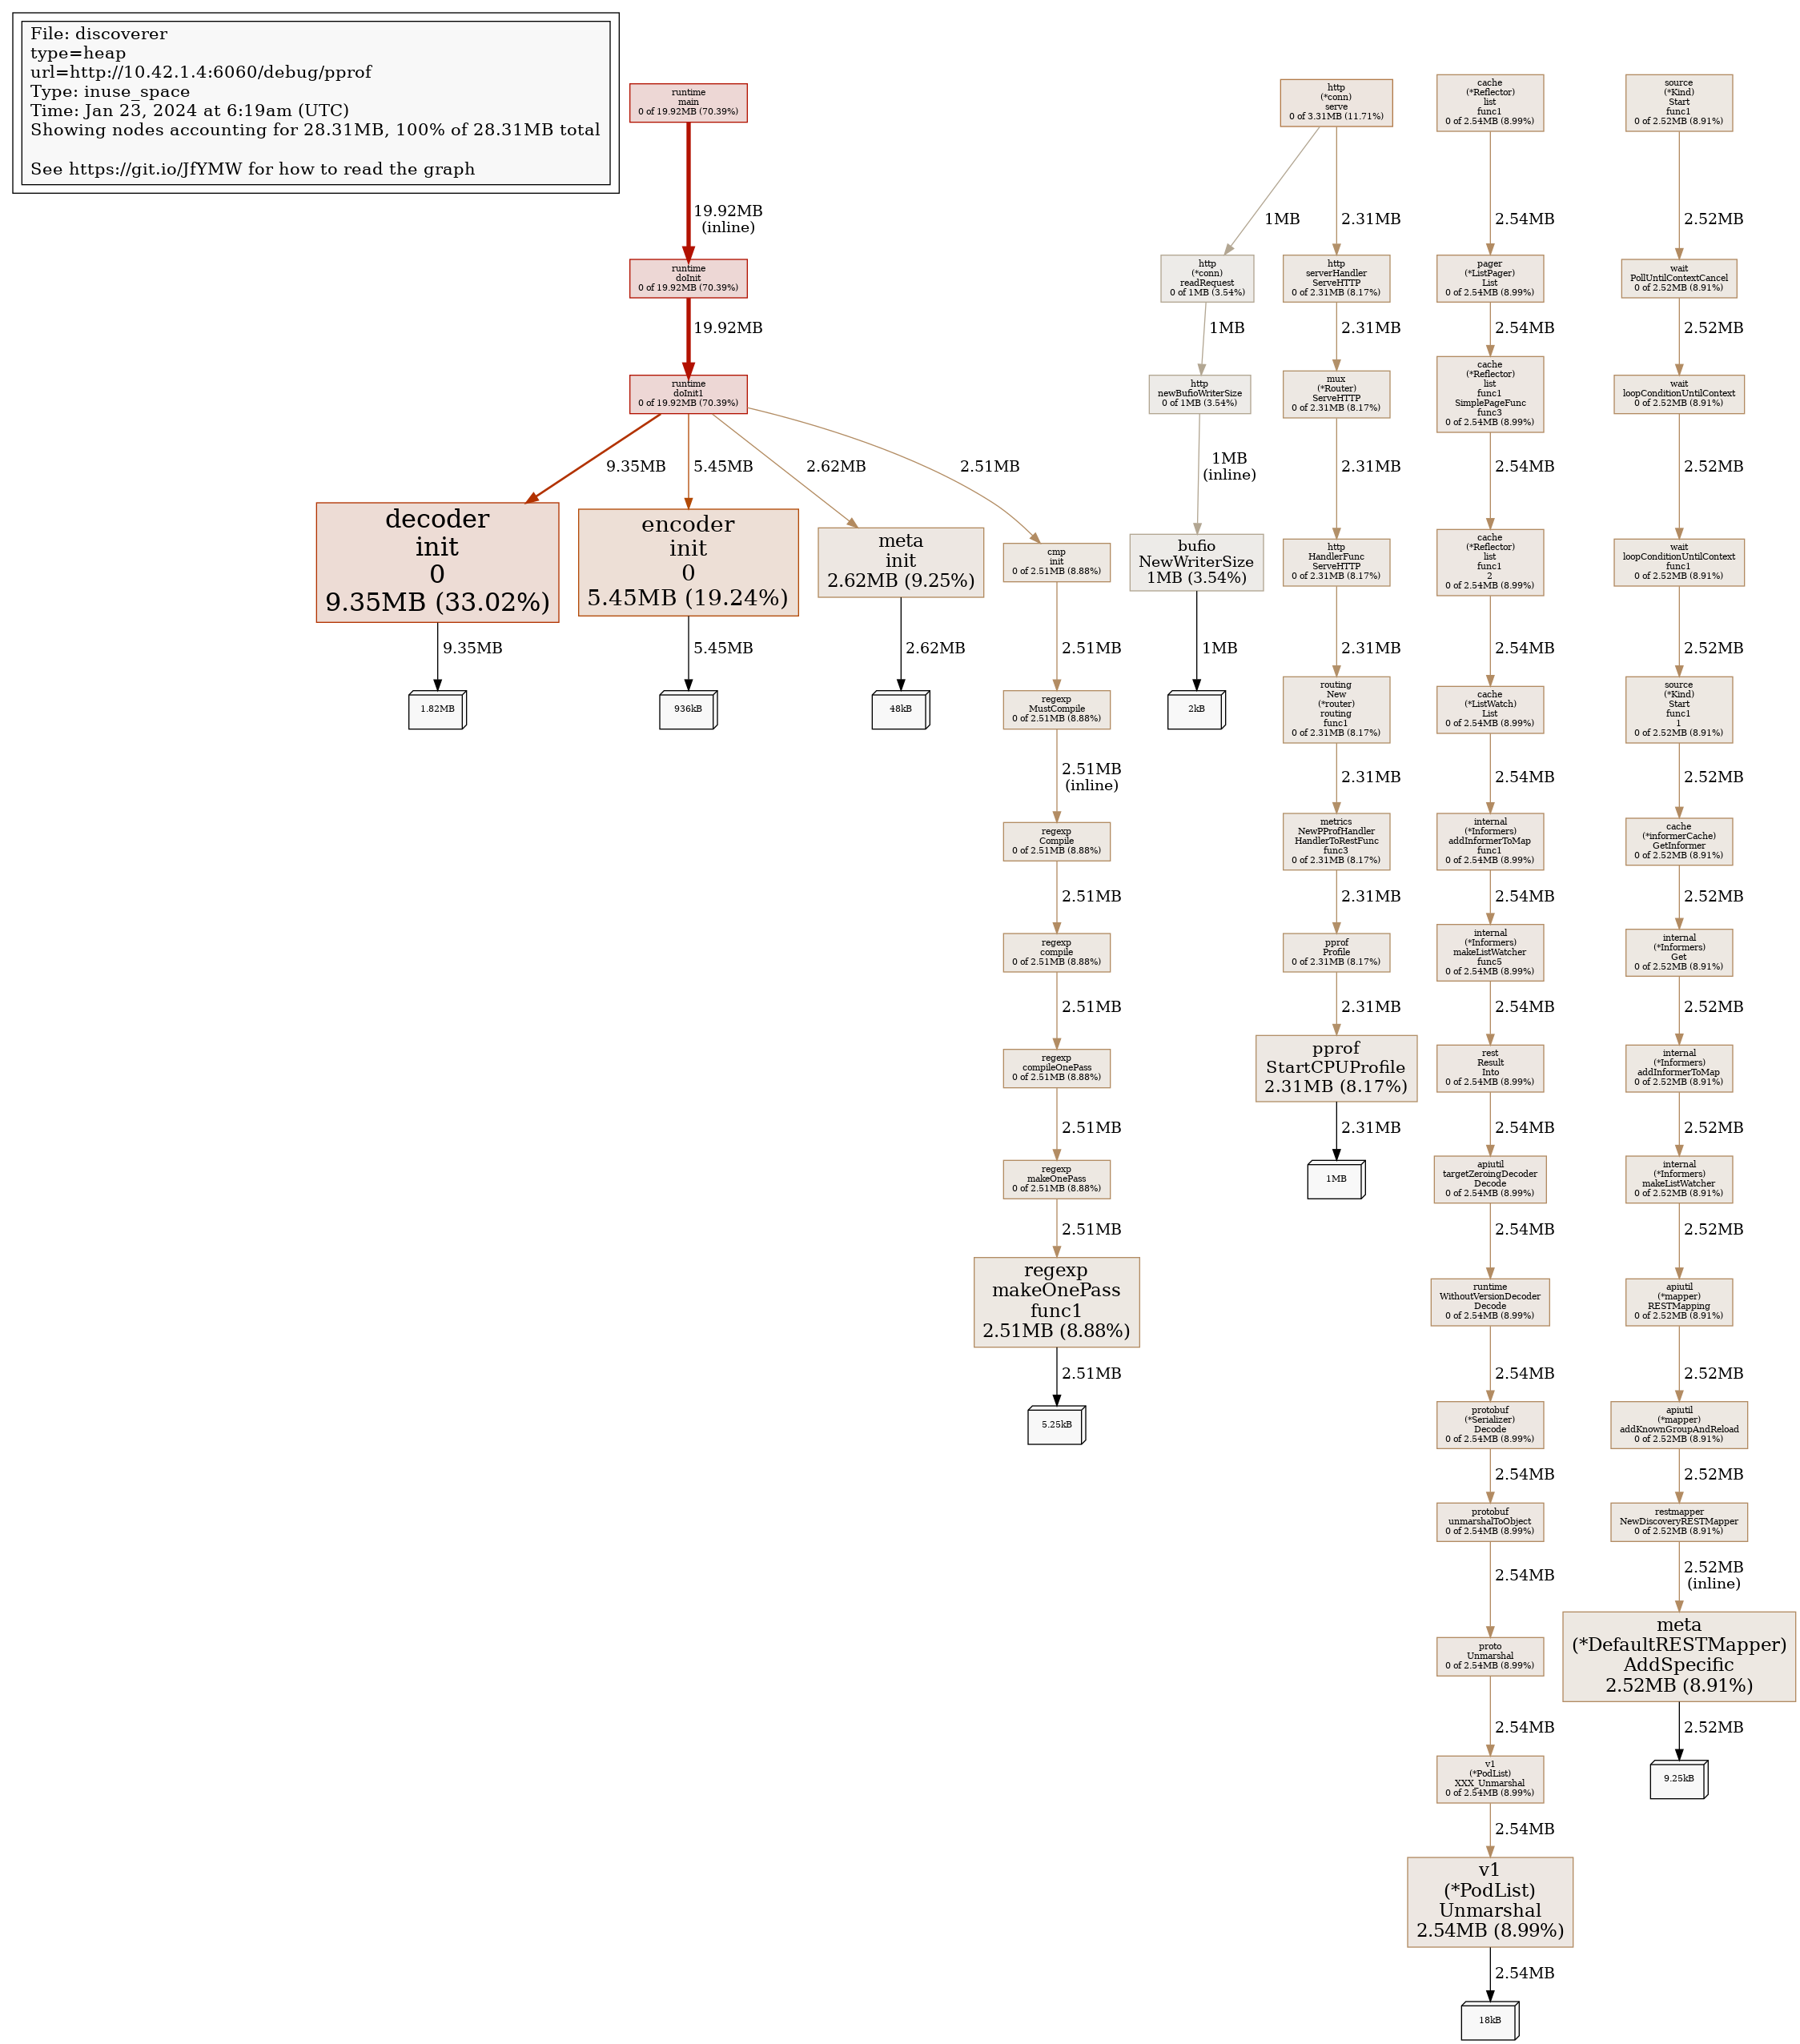 File: discoverer
type=heap
url=http://10.42.1.4:6060/debug/pprof
Type: inuse_space
Time: Jan 23, 2024 at 6:19am (UTC)
Showing nodes accounting for 28.31MB, 100% of 28.31MB total
See https://git.io/JfYMW for how to read the graph
runtime
main
0 of 19.92MB (70.39%)
19.92MB
(inline)
runtime
doInit
0 of 19.92MB (70.39%)
19.92MB
runtime
doInit1
0 of 19.92MB (70.39%)
9.35MB
5.45MB
2.62MB
2.51MB
decoder
init
0
9.35MB (33.02%)
9.35MB
1.82MB
encoder
init
0
5.45MB (19.24%)
5.45MB
936kB
meta
init
2.62MB (9.25%)
2.62MB
48kB
cmp
init
0 of 2.51MB (8.88%)
2.51MB
regexp
MustCompile
0 of 2.51MB (8.88%)
2.51MB
(inline)
regexp
Compile
0 of 2.51MB (8.88%)
2.51MB
regexp
compile
0 of 2.51MB (8.88%)
2.51MB
regexp
compileOnePass
0 of 2.51MB (8.88%)
2.51MB
regexp
makeOnePass
0 of 2.51MB (8.88%)
2.51MB
regexp
makeOnePass
func1
2.51MB (8.88%)
2.51MB
5.25kB
http
(*conn)
serve
0 of 3.31MB (11.71%)
1MB
2.31MB
http
(*conn)
readRequest
0 of 1MB (3.54%)
1MB
http
newBufioWriterSize
0 of 1MB (3.54%)
1MB
(inline)
bufio
NewWriterSize
1MB (3.54%)
1MB
2kB
http
serverHandler
ServeHTTP
0 of 2.31MB (8.17%)
2.31MB
mux
(*Router)
ServeHTTP
0 of 2.31MB (8.17%)
2.31MB
http
HandlerFunc
ServeHTTP
0 of 2.31MB (8.17%)
2.31MB
routing
New
(*router)
routing
func1
0 of 2.31MB (8.17%)
2.31MB
metrics
NewPProfHandler
HandlerToRestFunc
func3
0 of 2.31MB (8.17%)
2.31MB
pprof
Profile
0 of 2.31MB (8.17%)
2.31MB
pprof
StartCPUProfile
2.31MB (8.17%)
2.31MB
1MB
cache
(*Reflector)
list
func1
0 of 2.54MB (8.99%)
2.54MB
pager
(*ListPager)
List
0 of 2.54MB (8.99%)
2.54MB
cache
(*Reflector)
list
func1
SimplePageFunc
func3
0 of 2.54MB (8.99%)
2.54MB
cache
(*Reflector)
list
func1
2
0 of 2.54MB (8.99%)
2.54MB
cache
(*ListWatch)
List
0 of 2.54MB (8.99%)
2.54MB
internal
(*Informers)
addInformerToMap
func1
0 of 2.54MB (8.99%)
2.54MB
internal
(*Informers)
makeListWatcher
func5
0 of 2.54MB (8.99%)
2.54MB
rest
Result
Into
0 of 2.54MB (8.99%)
2.54MB
apiutil
targetZeroingDecoder
Decode
0 of 2.54MB (8.99%)
2.54MB
runtime
WithoutVersionDecoder
Decode
0 of 2.54MB (8.99%)
2.54MB
protobuf
(*Serializer)
Decode
0 of 2.54MB (8.99%)
2.54MB
protobuf
unmarshalToObject
0 of 2.54MB (8.99%)
2.54MB
proto
Unmarshal
0 of 2.54MB (8.99%)
2.54MB
v1
(*PodList)
XXX_Unmarshal
0 of 2.54MB (8.99%)
2.54MB
v1
(*PodList)
Unmarshal
2.54MB (8.99%)
2.54MB
18kB
source
(*Kind)
Start
func1
0 of 2.52MB (8.91%)
2.52MB
wait
PollUntilContextCancel
0 of 2.52MB (8.91%)
2.52MB
wait
loopConditionUntilContext
0 of 2.52MB (8.91%)
2.52MB
wait
loopConditionUntilContext
func1
0 of 2.52MB (8.91%)
2.52MB
source
(*Kind)
Start
func1
1
0 of 2.52MB (8.91%)
2.52MB
cache
(*informerCache)
GetInformer
0 of 2.52MB (8.91%)
2.52MB
internal
(*Informers)
Get
0 of 2.52MB (8.91%)
2.52MB
internal
(*Informers)
addInformerToMap
0 of 2.52MB (8.91%)
2.52MB
internal
(*Informers)
makeListWatcher
0 of 2.52MB (8.91%)
2.52MB
apiutil
(*mapper)
RESTMapping
0 of 2.52MB (8.91%)
2.52MB
apiutil
(*mapper)
addKnownGroupAndReload
0 of 2.52MB (8.91%)
2.52MB
restmapper
NewDiscoveryRESTMapper
0 of 2.52MB (8.91%)
2.52MB
(inline)
meta
(*DefaultRESTMapper)
AddSpecific
2.52MB (8.91%)
2.52MB
9.25kB